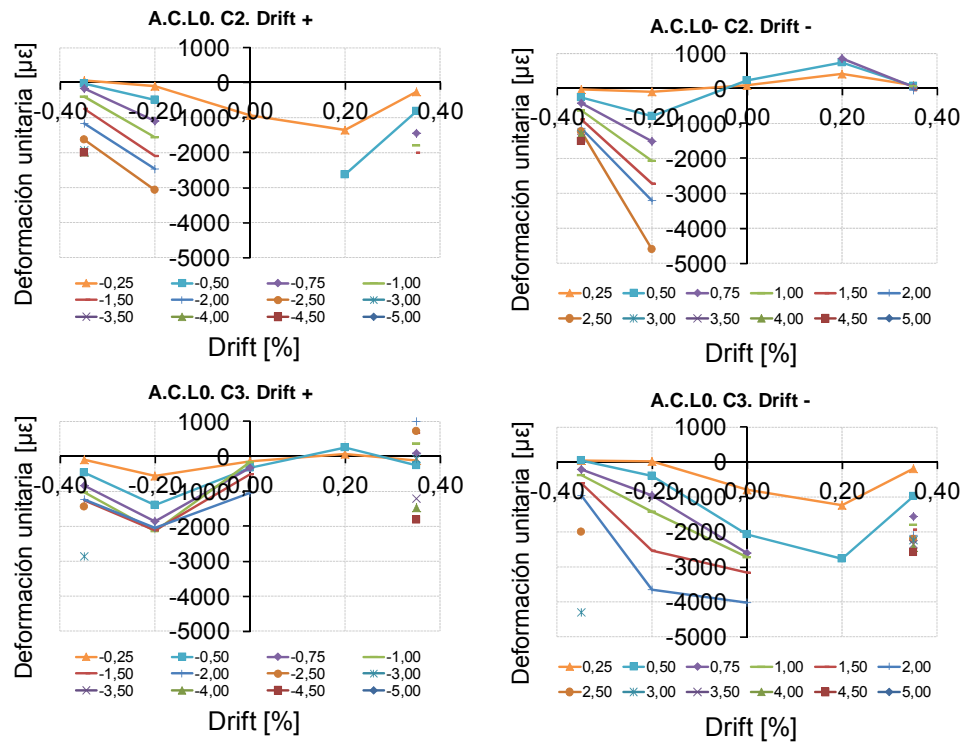 A.C.L0. C2. Drift +
Deformación unitaria [µε]
1000
0
-1000
-2000
-3000
-4000
-5000
-0,40 -0,20 0,00 0,20 0,40
-0,25 -0,50 -0,75 -1,00
-1,50 -2,00 -2,50 -3,00
-3,50 -4,00 -4,50 -5,00
Drift [%]
A.C.L0- C2. Drift -
Deformación unitaria [µε]
1000
0
-1000
-2000
-3000
-4000
-5000
-0,40 -0,20 0,00 0,20 0,40
0,25 0,50 0,75 1,00 1,50 2,00
2,50 3,00 3,50 4,00 4,50 5,00
Drift [%]
A.C.L0. C3. Drift +
Deformación unitaria [µε]
1000
0
-1000
-2000
-3000
-4000
-5000
-0,40 -0,20 0,00 0,20 0,40
-0,25 -0,50 -0,75 -1,00
-1,50 -2,00 -2,50 -3,00
-3,50 -4,00 -4,50 -5,00
Drift [%]
A.C.L0. C3. Drift -
Deformación unitaria [µε]
1000
0
-1000
-2000
-3000
-4000
-5000
-0,40 -0,20 0,00 0,20 0,40
0,25 0,50 0,75 1,00 1,50 2,00
2,50 3,00 3,50 4,00 4,50 5,00
Drift [%]